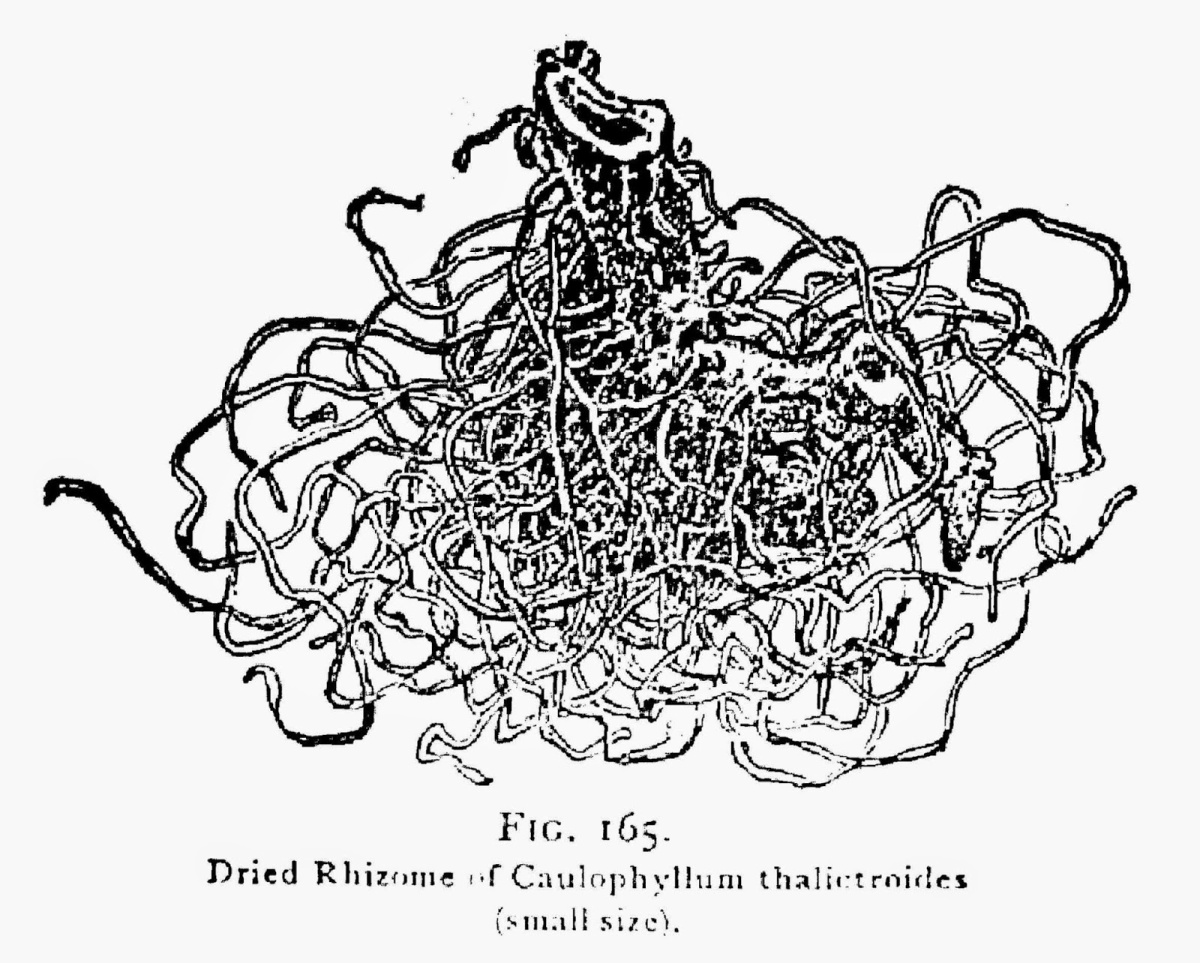 FIG. 165.
Dried Rhizome of Caulophyllum thalictroides
(small size).